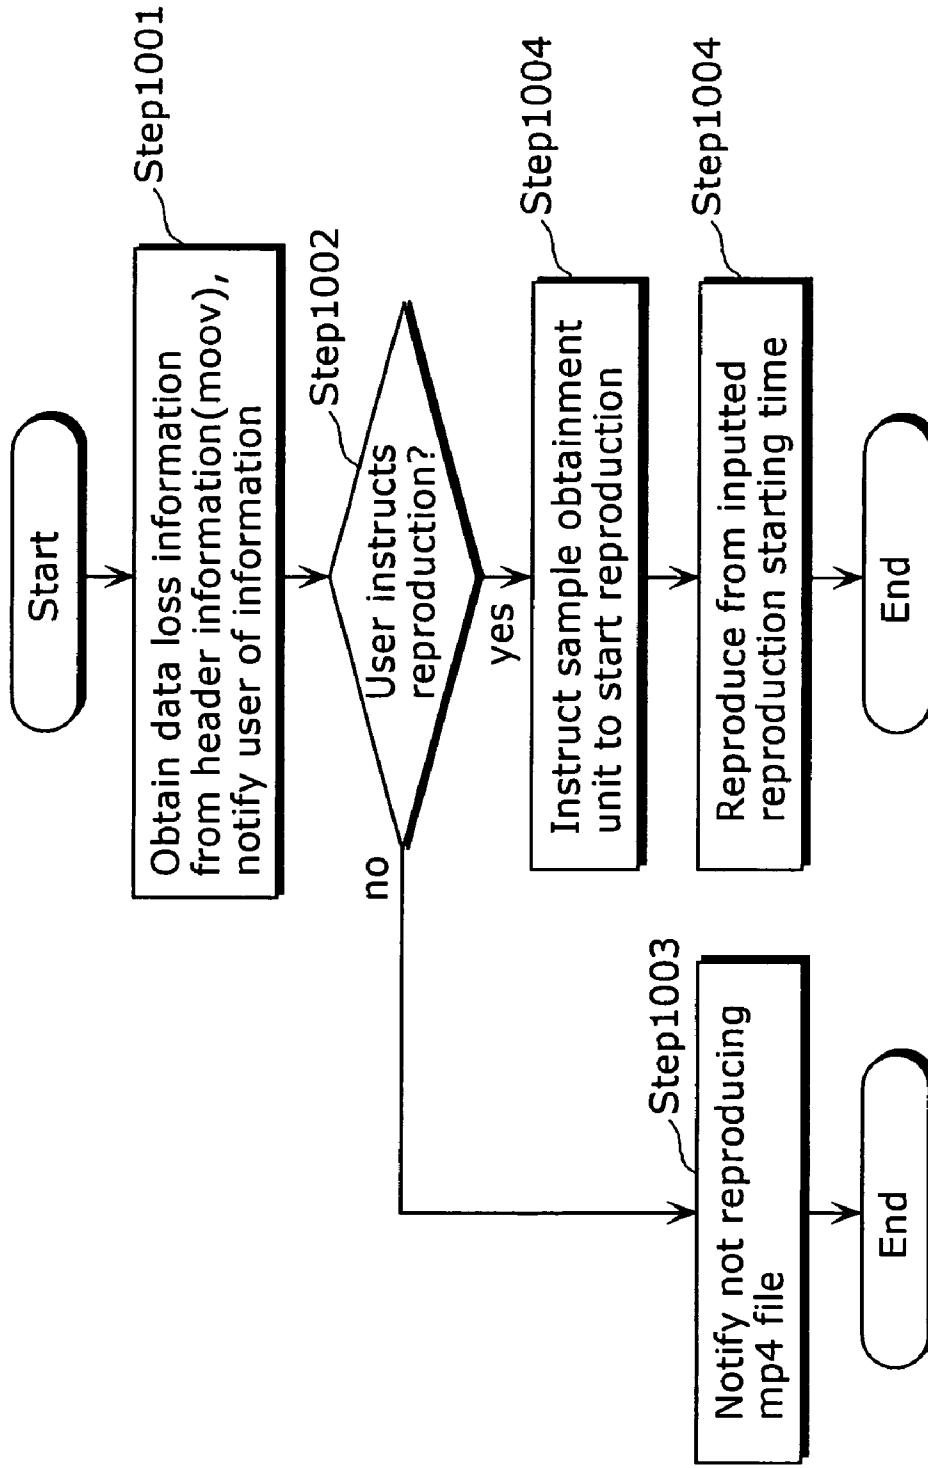 Start
Step1001
Obtain data loss information
from header information(moov),
notify user of information
Step1002
User instructs
reproduction?
no
yes
Step1004
Instruct sample obtainment
unit to start reproduction
Step1003
Notify not reproducing
mp4 file
Step1004
Reproduce from inputted
reproduction starting time
End
End